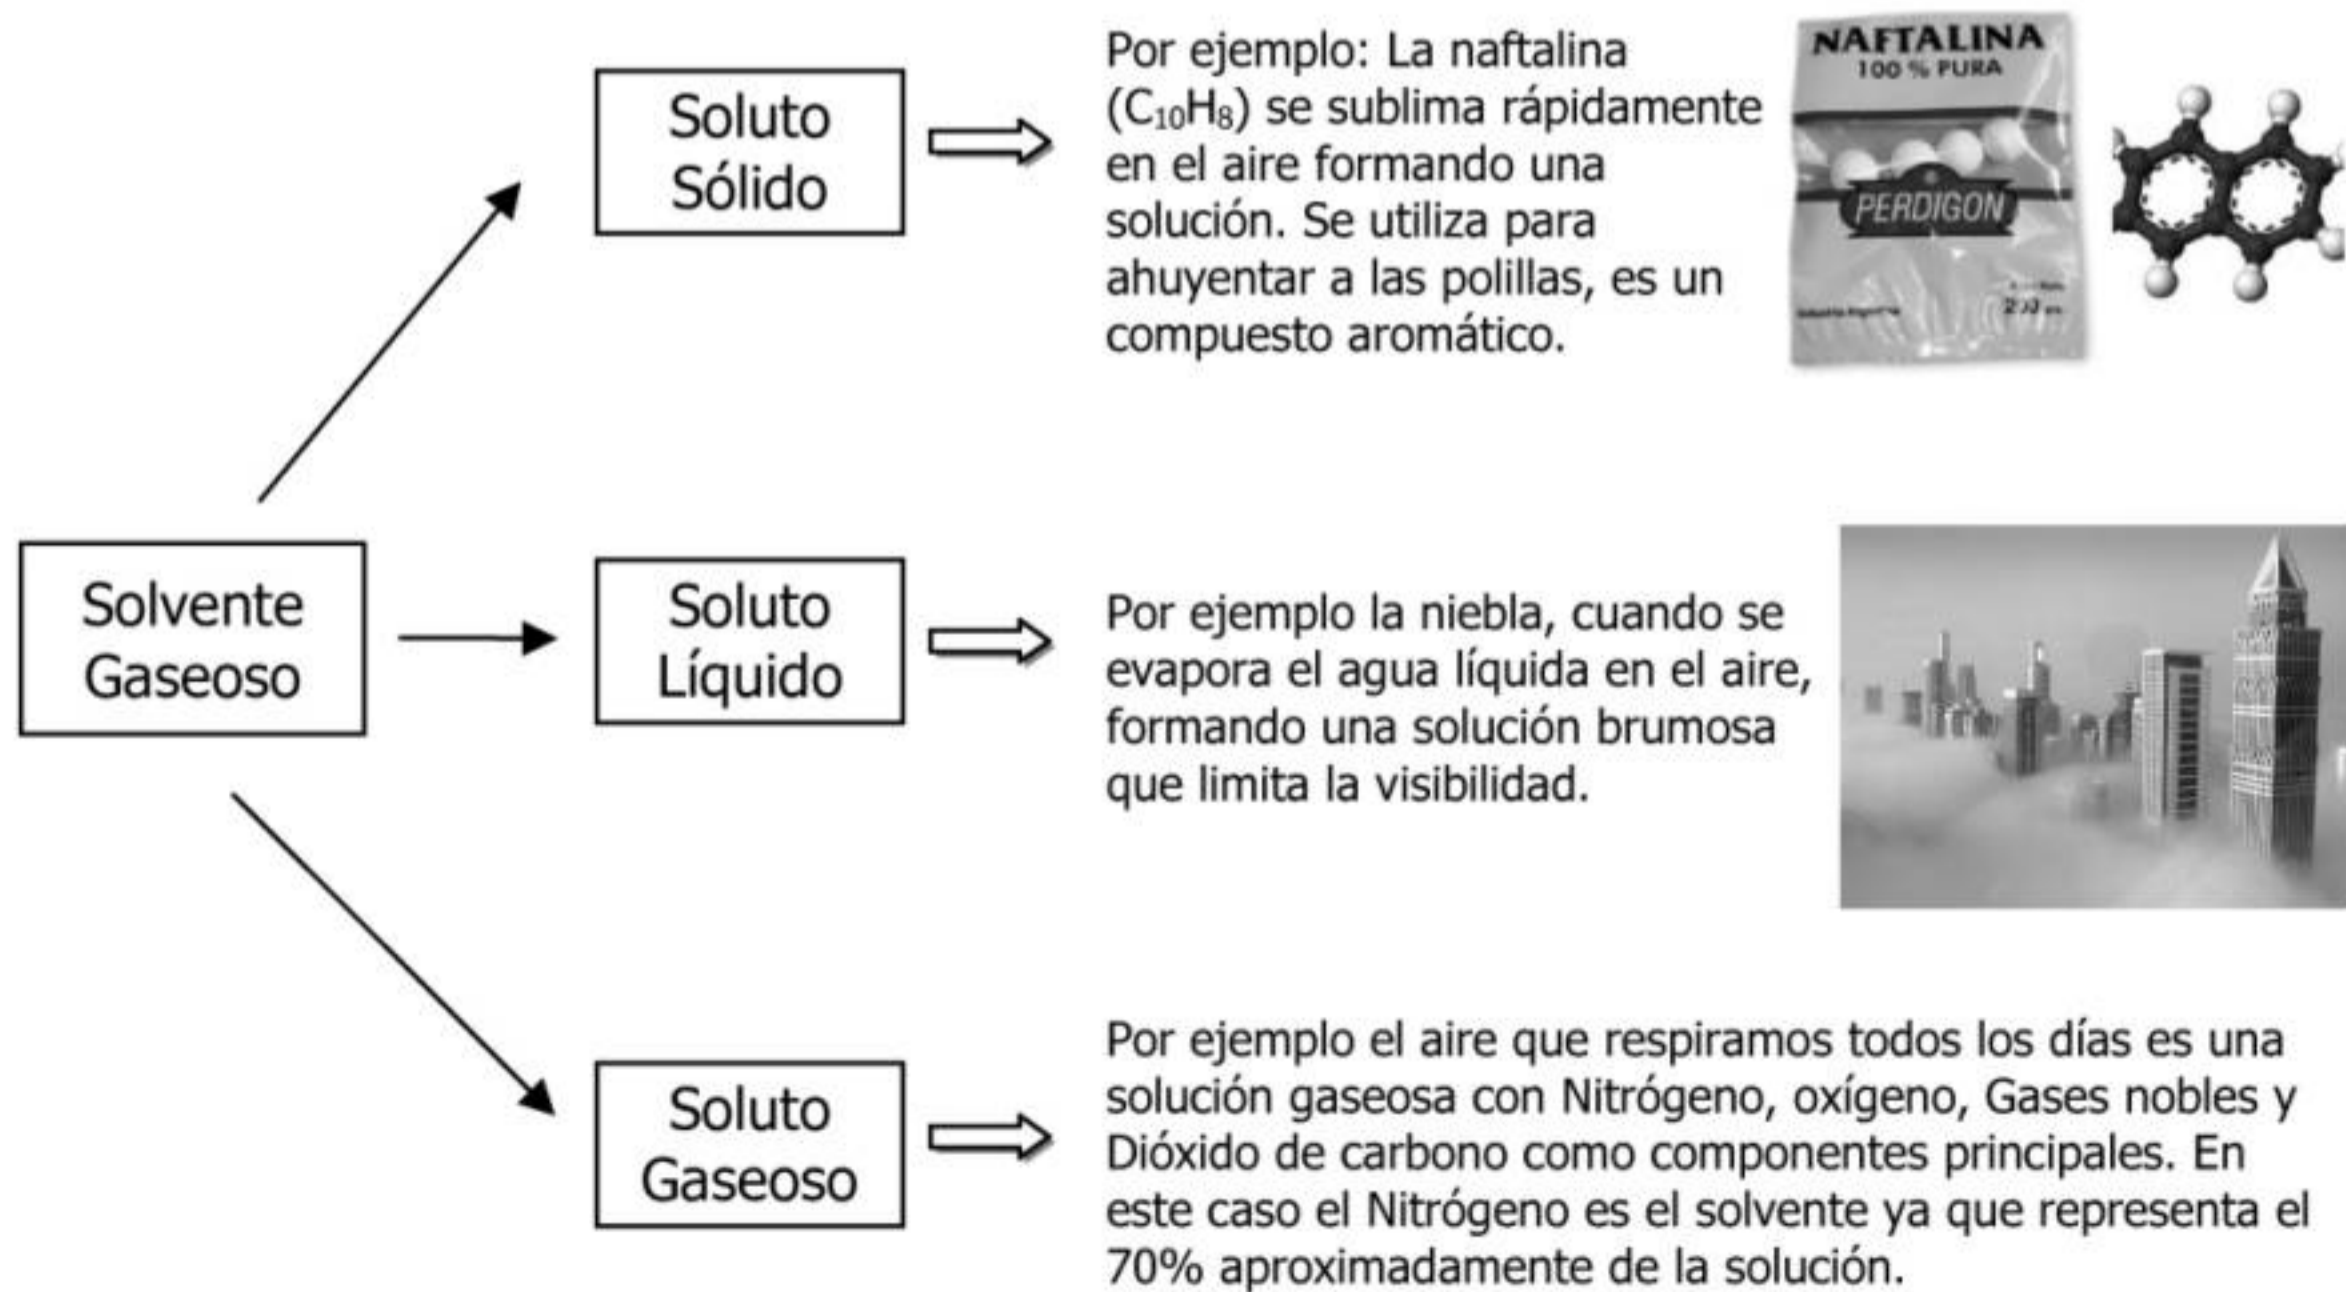 Soluto
Sólido
Por ejemplo: La naftalina
(C₁₀H₈) se sublima rápidamente
en el aire formando una
solución. Se utiliza para
ahuyentar a las polillas, es un
compuesto aromático.
NAFTALINA
100 % PURA
PERDIGON
Solvente
Gaseoso
Soluto
Líquido
Por ejemplo la niebla, cuando se
evapora el agua líquida en el aire,
formando una solución brumosa
que limita la visibilidad.
Soluto
Gaseoso
Por ejemplo el aire que respiramos todos los días es una
solución gaseosa con Nitrógeno, oxígeno, Gases nobles y
Dióxido de carbono como componentes principales. En
este caso el Nitrógeno es el solvente ya que representa el
70% aproximadamente de la solución.